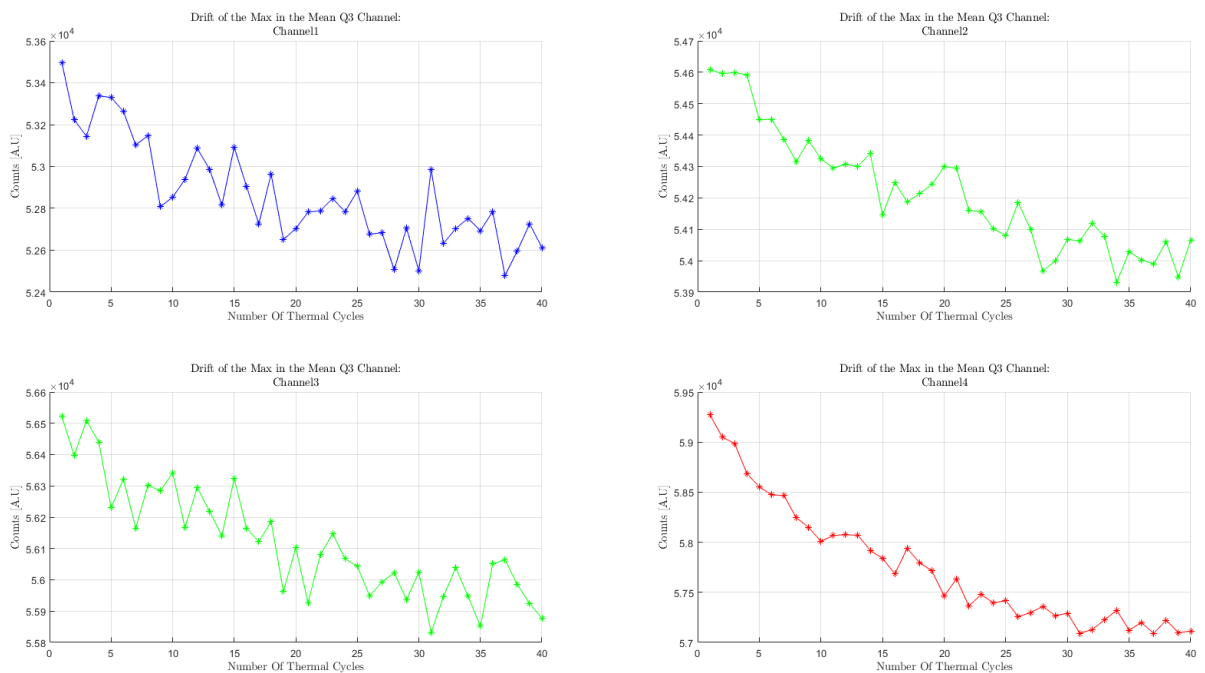 Drift of the Max in the Mean Q3 Channel:
Channel1
×10⁴
5.36
5.34
5.32
5.3
5.28
5.26
5.24
Counts [A.U]
0 5 10 15 20 25 30 35 40
Number Of Thermal Cycles
Drift of the Max in the Mean Q3 Channel:
Channel2
×10⁴
5.47
5.46
5.45
5.44
5.43
5.42
5.41
5.4
5.39
Counts [A.U]
0 5 10 15 20 25 30 35 40
Number Of Thermal Cycles
Drift of the Max in the Mean Q3 Channel:
Channel3
×10⁴
5.66
5.65
5.64
5.63
5.62
5.61
5.6
5.59
5.58
Counts [A.U]
0 5 10 15 20 25 30 35 40
Number Of Thermal Cycles
Drift of the Max in the Mean Q3 Channel:
Channel4
×10⁴
5.95
5.9
5.85
5.8
5.75
5.7
Counts [A.U]
0 5 10 15 20 25 30 35 40
Number Of Thermal Cycles